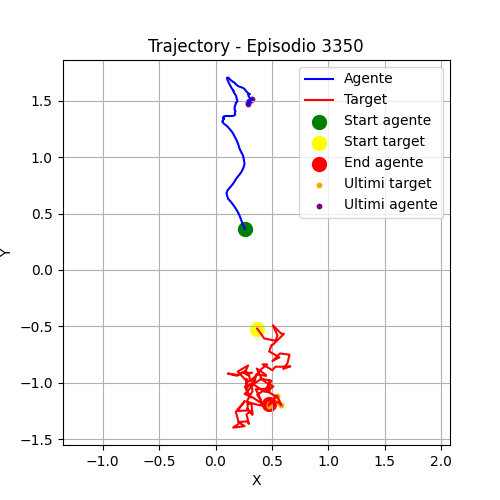 Trajectory - Episodio 3350
Agente
Target
Start agente
Start target
End agente
Ultimi target
Ultimi agente
1.5
1.0
0.5
0.0
−0.5
−1.0
−1.5
Y
−1.0
−0.5
0.0
0.5
1.0
1.5
2.0
X